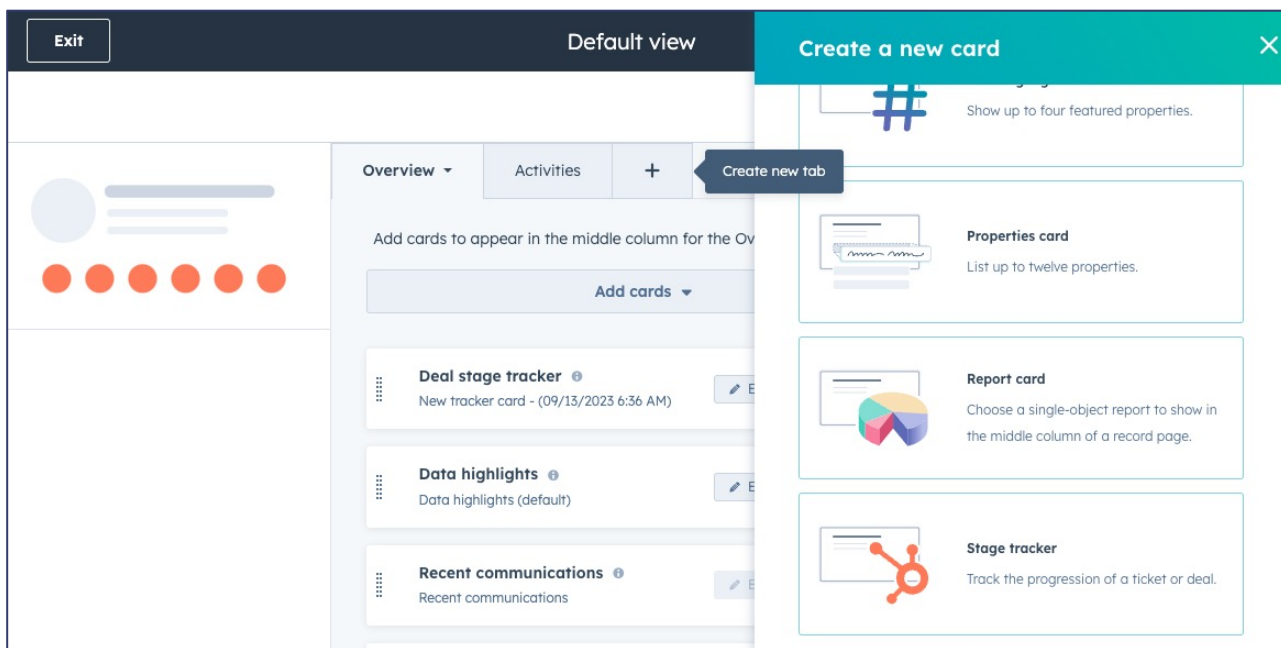 Exit
Default view
Create a new card
Show up to four featured properties.
Overview
Activities
+
Create new tab
Add cards to appear in the middle column for the Ov
Add cards
Deal stage tracker
New tracker card - (09/13/2023 6:36 AM)
Data highlights
Data highlights (default)
Recent communications
Recent communications
Properties card
List up to twelve properties.
Report card
Choose a single-object report to show in
the middle column of a record page.
Stage tracker
Track the progression of a ticket or deal.